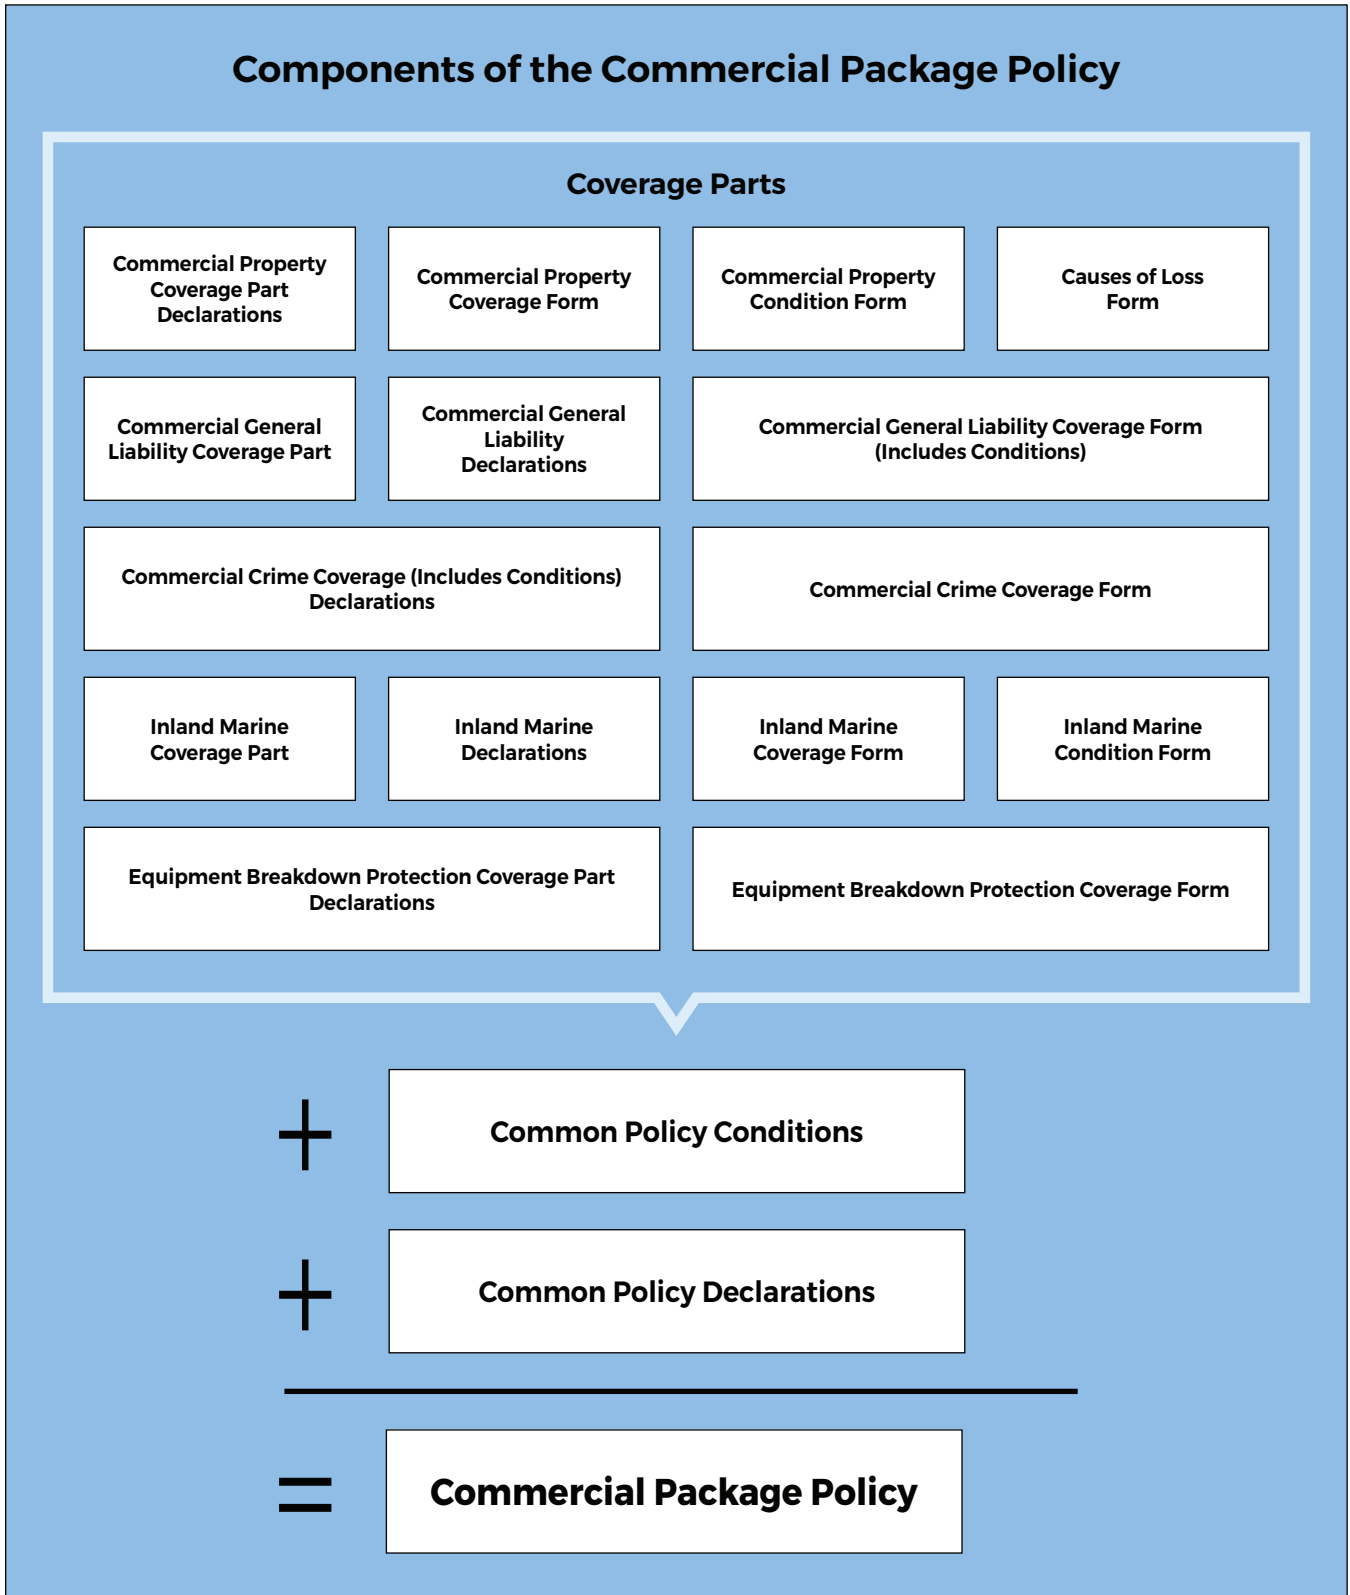 Components of the Commercial Package Policy
Coverage Parts
Commercial Property
Coverage Part
Declarations
Commercial Property
Coverage Form
Commercial Property
Condition Form
Causes of Loss
Form
Commercial General
Liability Coverage Part
Commercial General
Liability
Declarations
Commercial General Liability Coverage Form
(Includes Conditions)
Commercial Crime Coverage (Includes Conditions)
Declarations
Commercial Crime Coverage Form
Inland Marine
Coverage Part
Inland Marine
Declarations
Inland Marine
Coverage Form
Inland Marine
Condition Form
Equipment Breakdown Protection Coverage Part
Declarations
Equipment Breakdown Protection Coverage Form
+
Common Policy Conditions
+
Common Policy Declarations
=
Commercial Package Policy